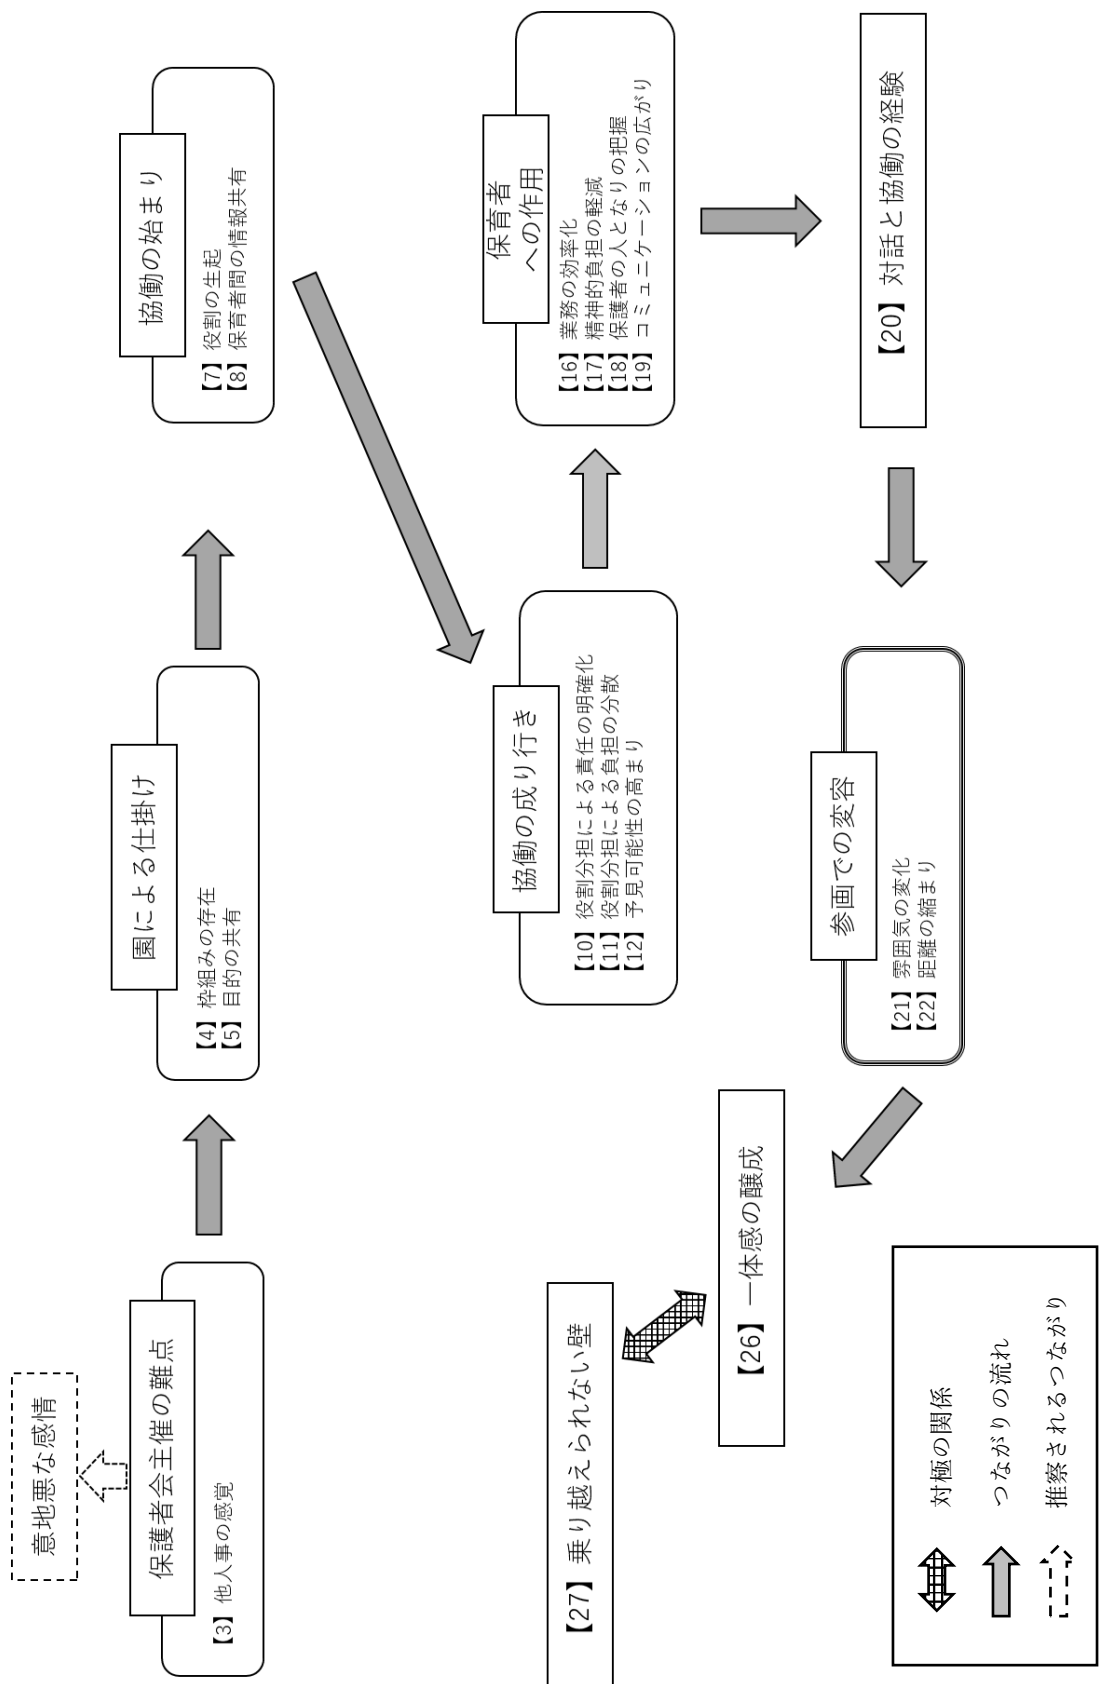 意地悪な感情
保護者会主催の難点
【3】他人事の感覚
園による仕掛け
【4】枠組みの存在
【5】目的の共有
協働の始まり
【7】役割の生起
【8】保育者間の情報共有
協働の成り行き
【10】役割分担による責任の明確化
【11】役割分担による負担の分散
【12】予見可能性の高まり
保育者
への作用
【16】業務の効率化
【17】精神的負担の軽減
【18】保護者の人となりの把握
【19】コミュニケーションの広がり
【20】対話と協働の経験
参画での変容
【21】雰囲気の変化
【22】距離の縮まり
【26】一体感の醸成
【27】乗り越えられない壁
対極の関係
つながりの流れ
推察されるつながり